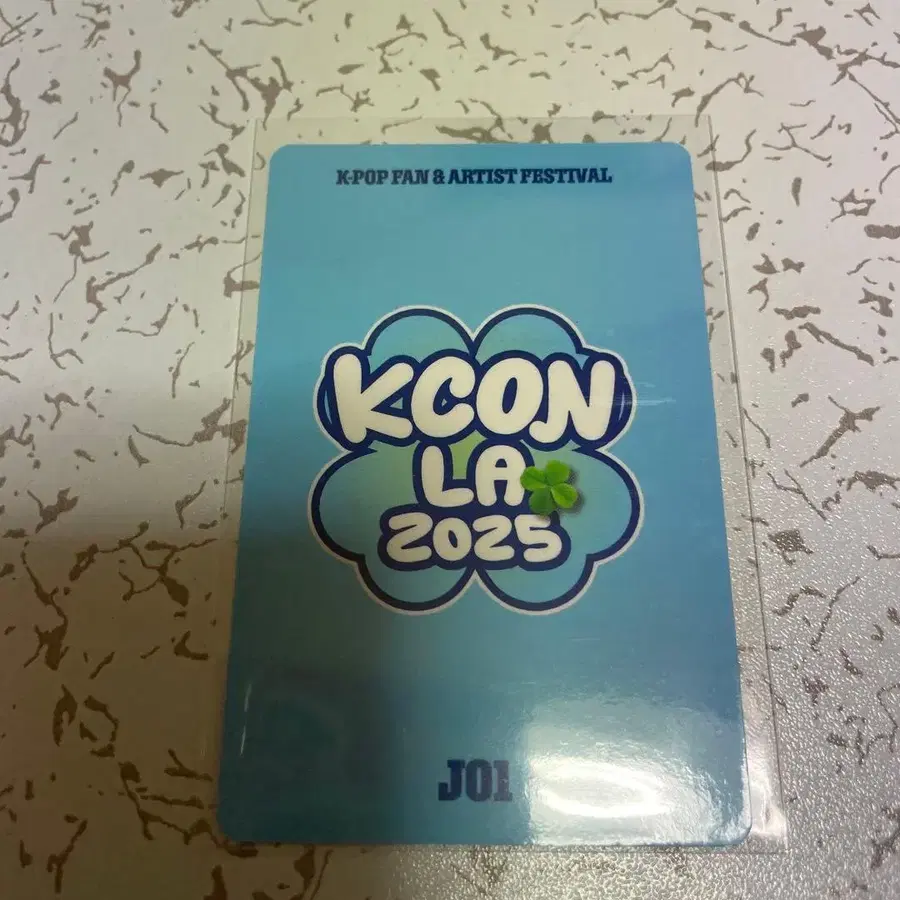 K-POP FAN & ARTIST FESTIVAL
KCON
LA
2025
JO1